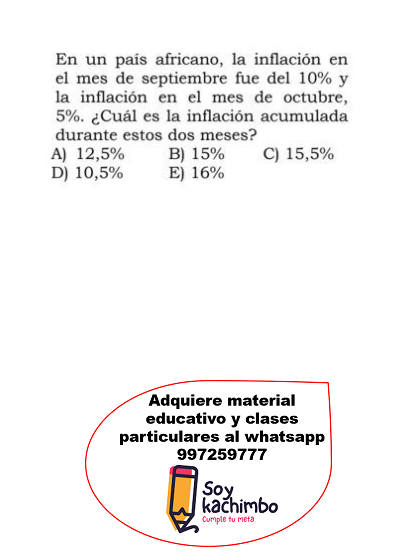 En un país africano, la inflación en
el mes de septiembre fue del 10% y
la inflación en el mes de octubre,
5%. ¿Cuál es la inflación acumulada
durante estos dos meses?
A) 12,5% B) 15% C) 15,5%
D) 10,5% E) 16%
Adquiere material
educativo y clases
particulares al whatsapp
997259777
Soy
kachimbo
Cumple tu meta